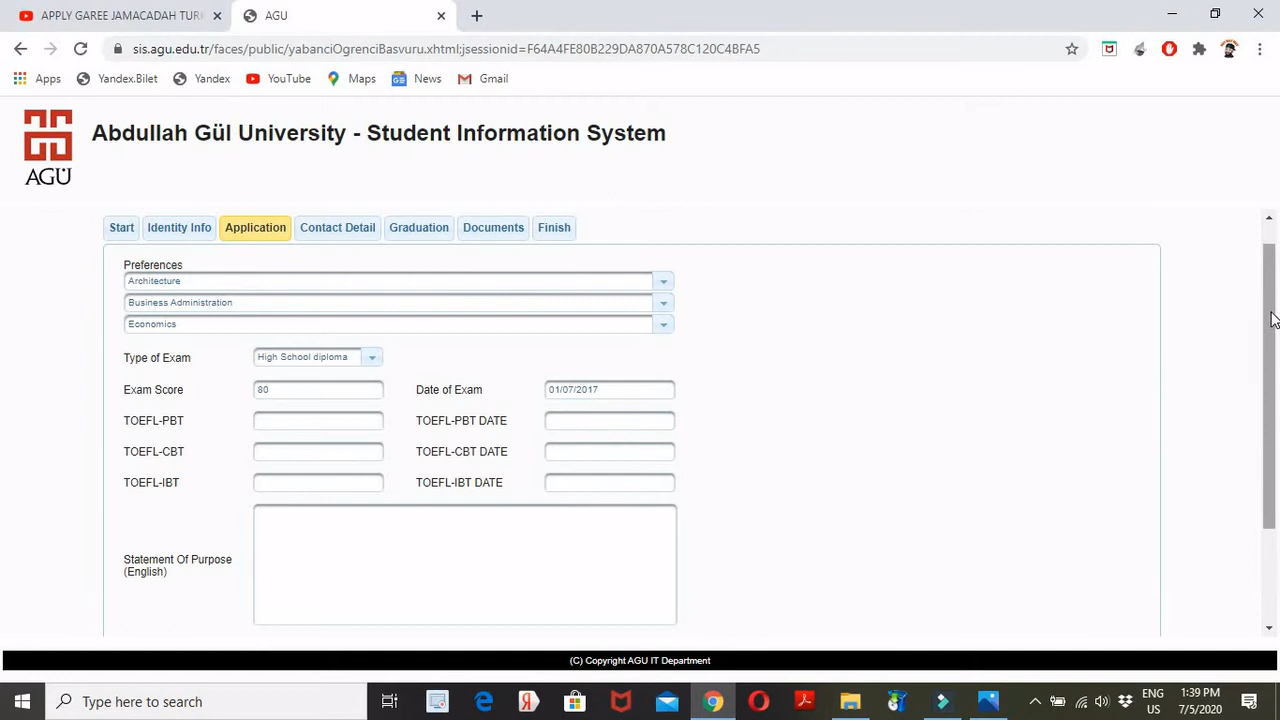 APPLY GAREE JAMACADAH TURK
AGU
sis.agu.edu.tr/faces/public/yabanciOgrenciBasvuru.xhtml;jsessionid=F64A4FE80B229DA870A578C120C4BFA5
Apps Yandex.Bilet Yandex YouTube Maps News Gmail
AGÜ
Abdullah Gül University - Student Information System
Start Identity Info Application Contact Detail Graduation Documents Finish
Preferences
Architecture
Business Administration
Economics
Type of Exam High School diploma
Exam Score 80 Date of Exam 01/07/2017
TOEFL-PBT TOEFL-PBT DATE
TOEFL-CBT TOEFL-CBT DATE
TOEFL-IBT TOEFL-IBT DATE
Statement Of Purpose
(English)
(C) Copyright AGU IT Department
Type here to search
ENG
US
1:39 PM
7/5/2020